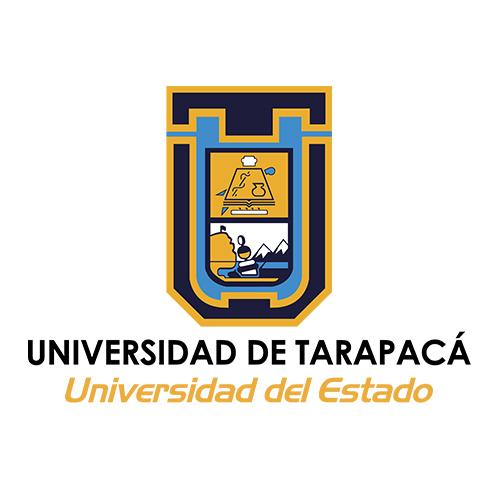 UNIVERSIDAD DE TARAPACÁ
Universidad del Estado